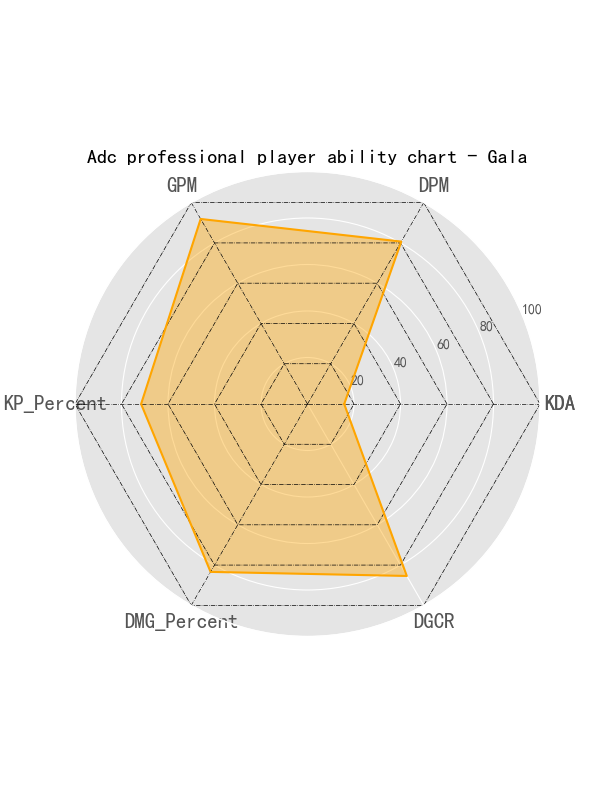 Adc professional player ability chart - Gala
GPM
DPM
100
80
60
40
20
KP_Percent
KDA
DMG_Percent
DGCR